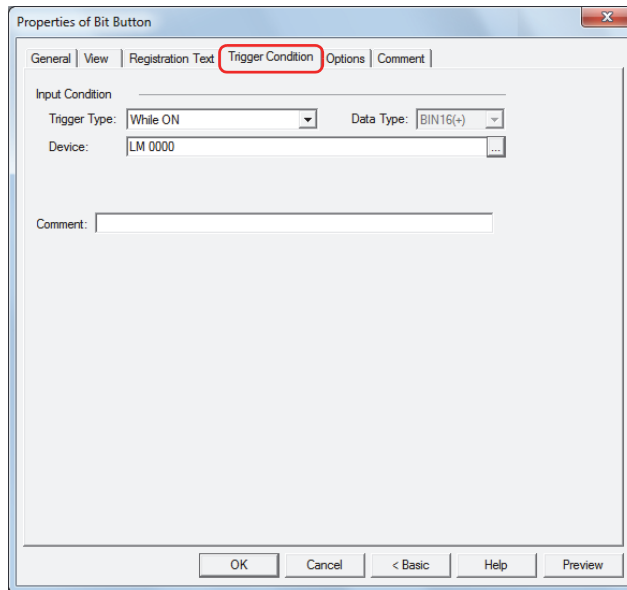 Properties of Bit Button
General View Registration Text Trigger Condition Options Comment
Input Condition
Trigger Type: While ON Data Type: BIN16(+)
Device: LM 0000 ...
Comment:
OK Cancel < Basic Help Preview